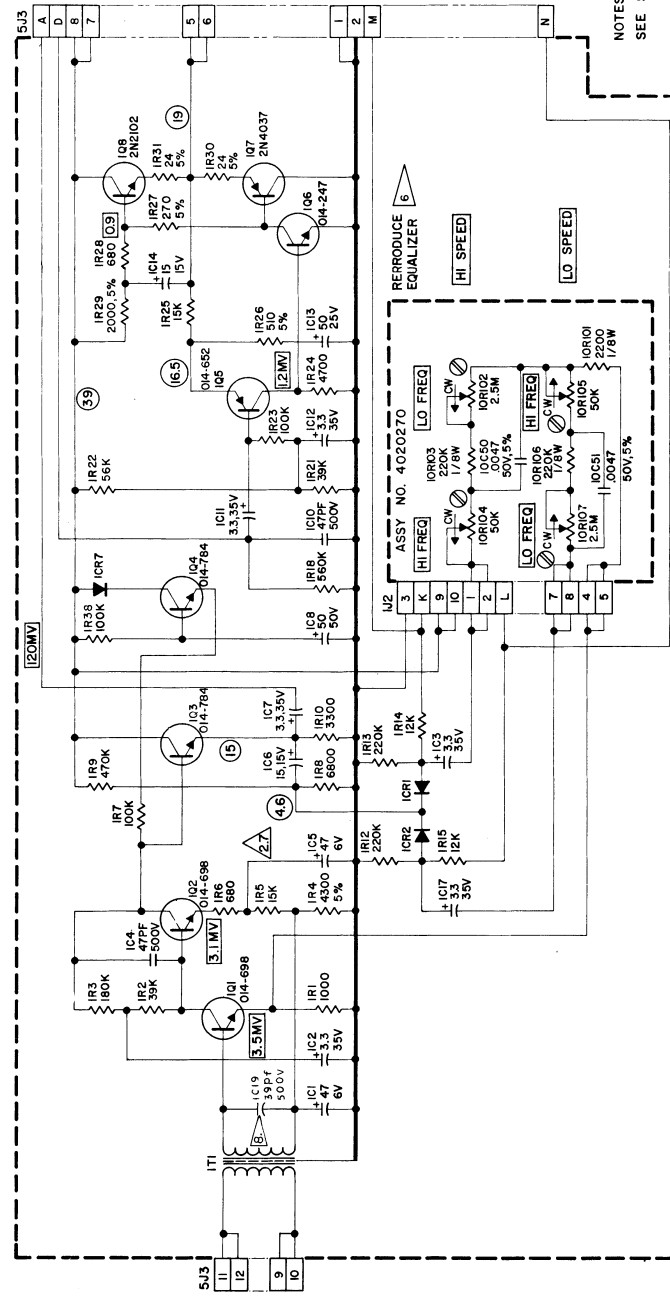 5J3
A
D
8
7
5
6
1
2
M
N
NOTES
SEE
120MV
39
19
1Q8
2N2102
1R31
24
5%
1R30
24
5%
1Q7
2N4037
1Q6
014-247
1R28
680
0.9
1R27
270
5%
1R29
2000,5%
+1C14
15
15V
1R25
15K
16.5
014-652
1Q5
1R26
510
5%
1C13
50
25V
1.2MV
1R24
4700
1R23
100K
1C12
3.3
35V
1R22
56K
1R21
39K
1C11
3.3,35V
1C10
47PF
500V
1R18
560K
1CR7
1Q4
014-784
1R38
100K
1C8
50
50V
1Q3
014-784
15
1C7
3.3,35V
1R10
3300
1R9
470K
1C6
15,15V
1R8
6800
4.6
1R7
100K
2.7
1C5
47
6V
1Q2
014-698
1R6
680
1R5
15K
1R4
4300
5%
3.1MV
1C4
47PF
500V
1R3
180K
1R2
39K
1Q1
014-698
3.5MV
1R1
1000
1C2
3.3
35V
1C19
39Pf
500V
8.
1C1
47
6V
1T1
5J3
11
12
9
10
1R13
220K
1R14
12K
1C3
3.3
35V
1CR1
1CR2
1R12
220K
1R15
12K
+1C17
3.3
35V
1J2
3
K
9
10
1
2
L
7
8
4
5
REPRODUCE
EQUALIZER
6
HI SPEED
LO SPEED
ASSY NO. 4020270
HI FREQ
LO FREQ
CW
10R104
50K
10R103
220K
1/8W
10C50
.0047
50V,5%
CW
10R102
2.5M
LO FREQ
HI FREQ
CW
10R107
2.5M
10R106
220K
1/8W
10C51
.0047
50V,5%
CW
10R105
50K
10R101
2200
1/8W